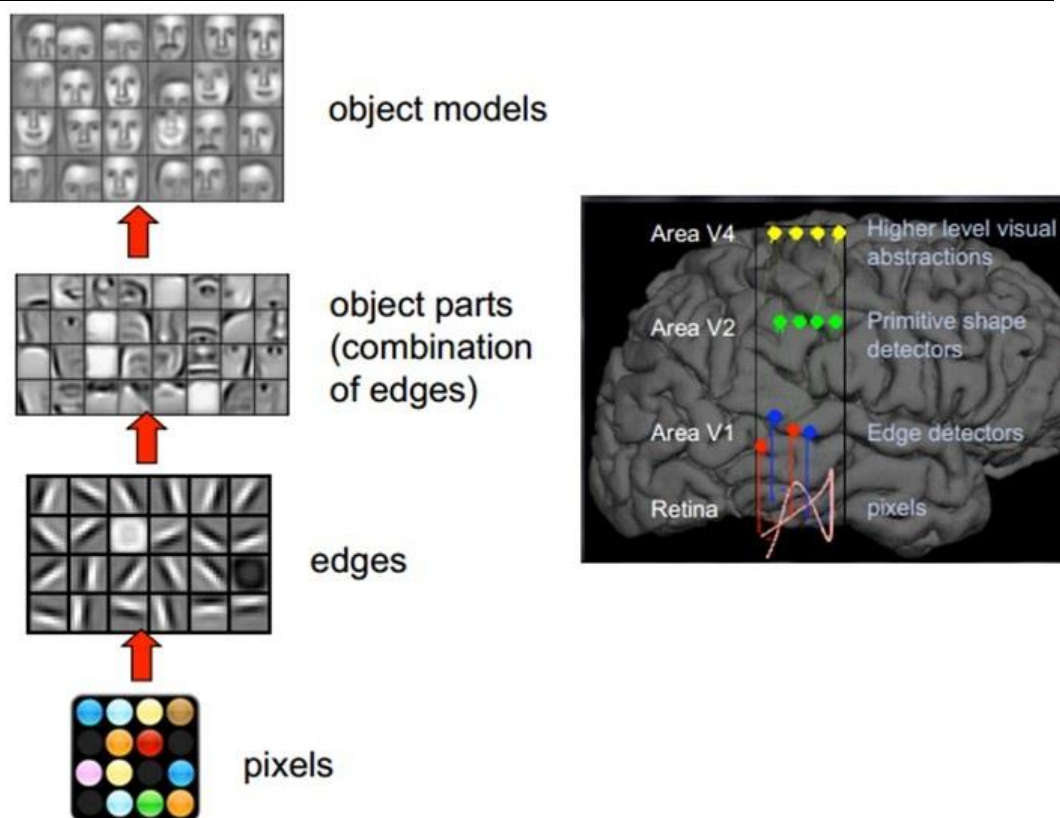 object models
object parts
(combination
of edges)
edges
pixels
Area V4
Higher level visual
abstractions
Area V2
Primitive shape
detectors
Area V1
Edge detectors
Retina
pixels